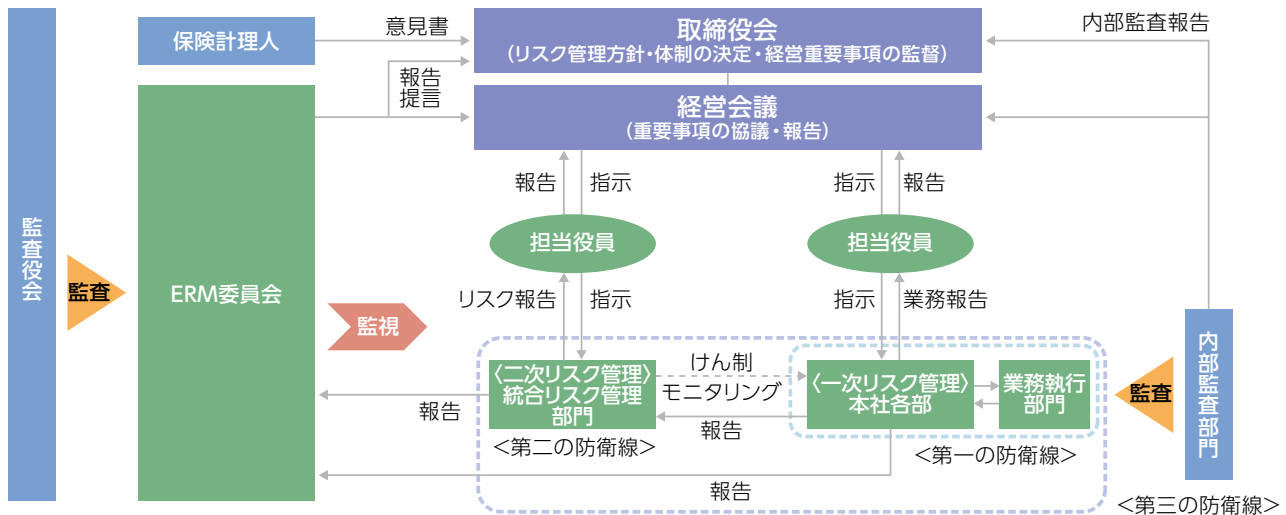 保険計理人
意見書
取締役会
（リスク管理方針・体制の決定・経営重要事項の監督）
内部監査報告
報告
提言
経営会議
（重要事項の協議・報告）
報告
指示
指示
報告
担当役員
担当役員
監査役会
監査
ERM委員会
監視
リスク報告
指示
指示
業務報告
〈二次リスク管理〉
統合リスク管理
部門
けん制
モニタリング
〈一次リスク管理〉
本社各部
業務執行
部門
監査
内部監査部門
報告
報告
<第二の防衛線>
<第一の防衛線>
報告
<第三の防衛線>